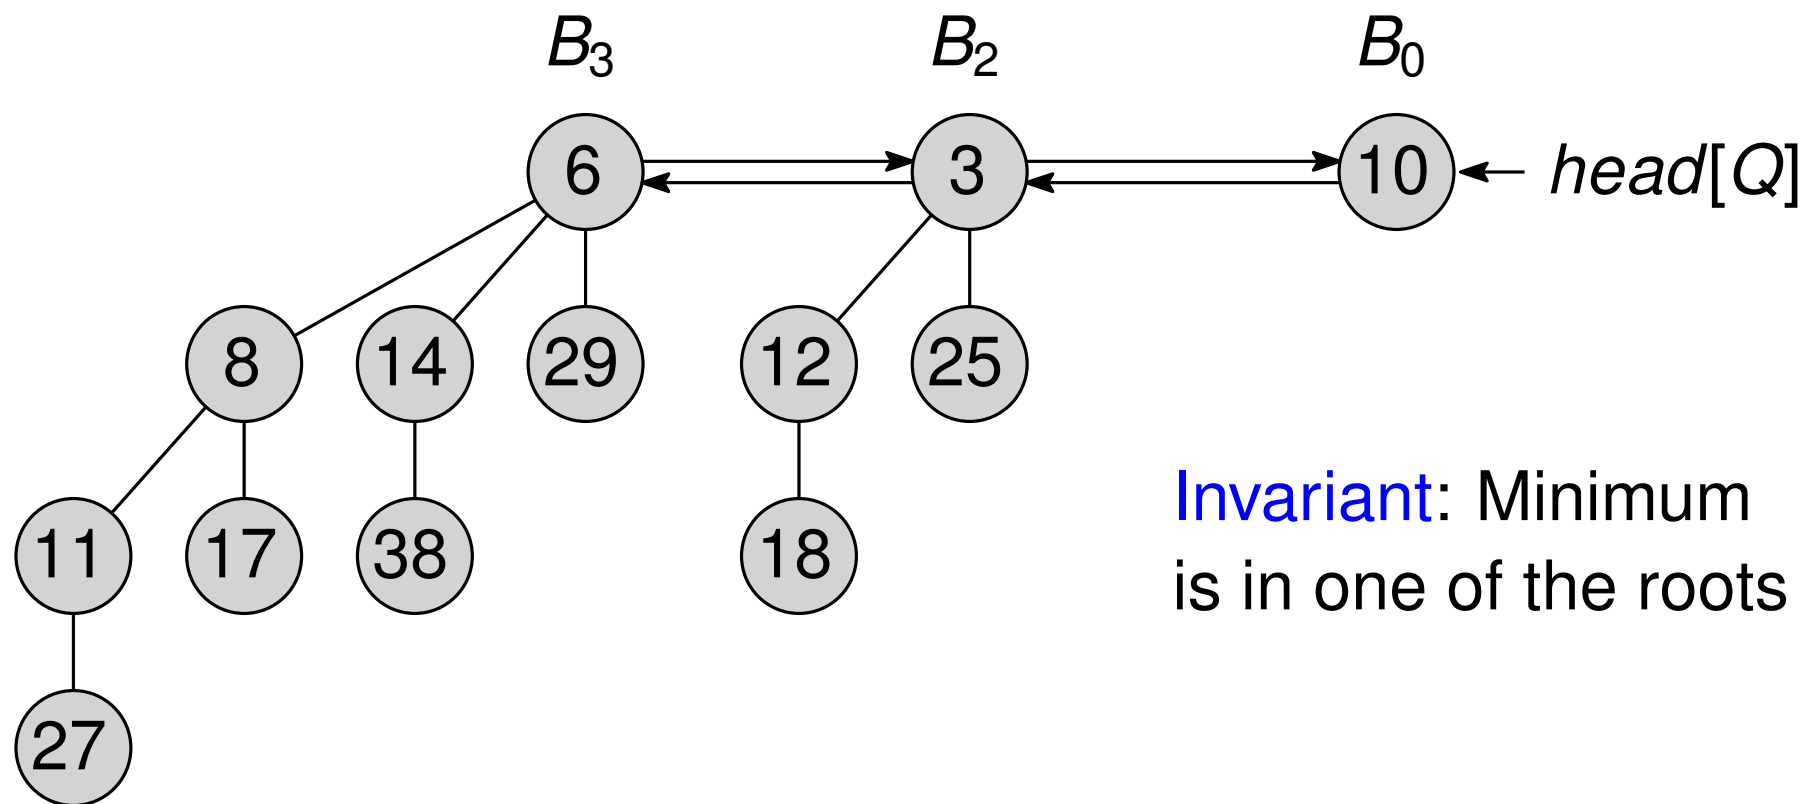 B3 B2 B0
6 3 10 head[Q]
8 14 29 12 25
11 17 38 18
Invariant: Minimum
is in one of the roots
27